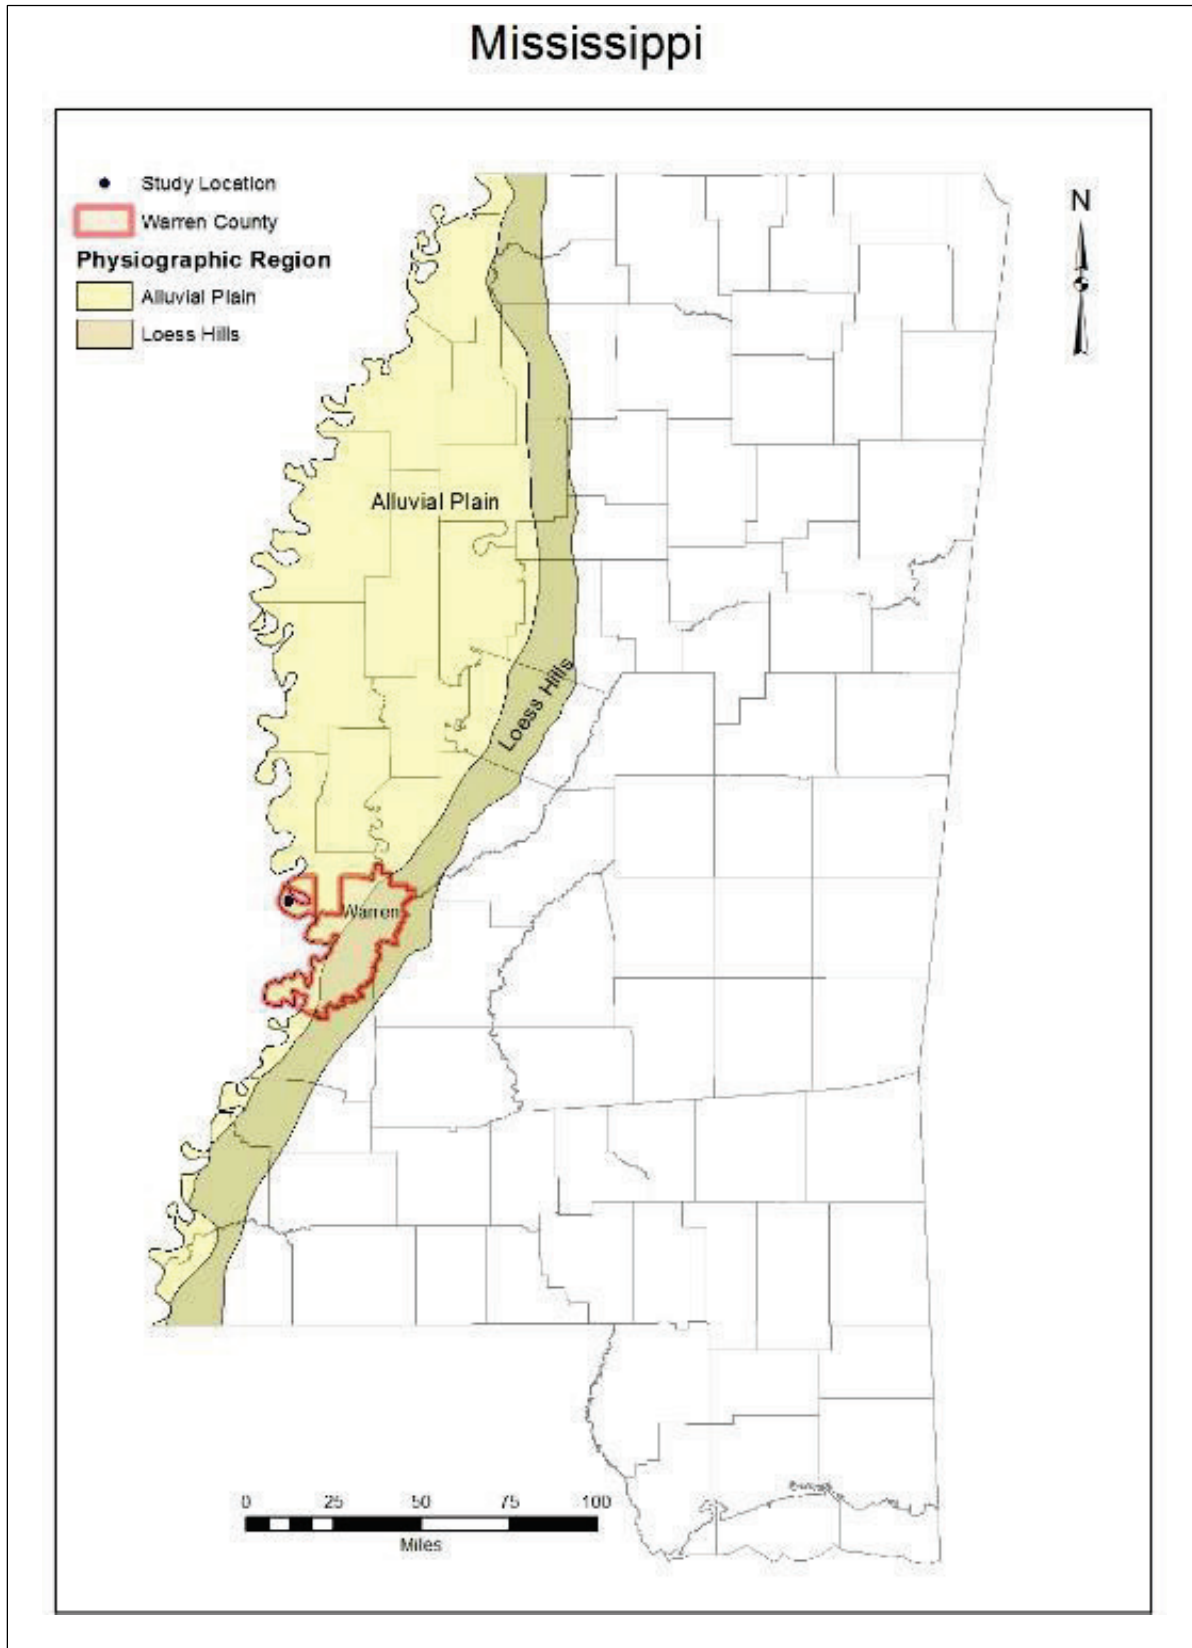 Mississippi
Study Location
Warren County
Physiographic Region
Alluvial Plain
Loess Hills
N
Alluvial Plain
Loess Hills
Warren
0 25 50 75 100
Miles